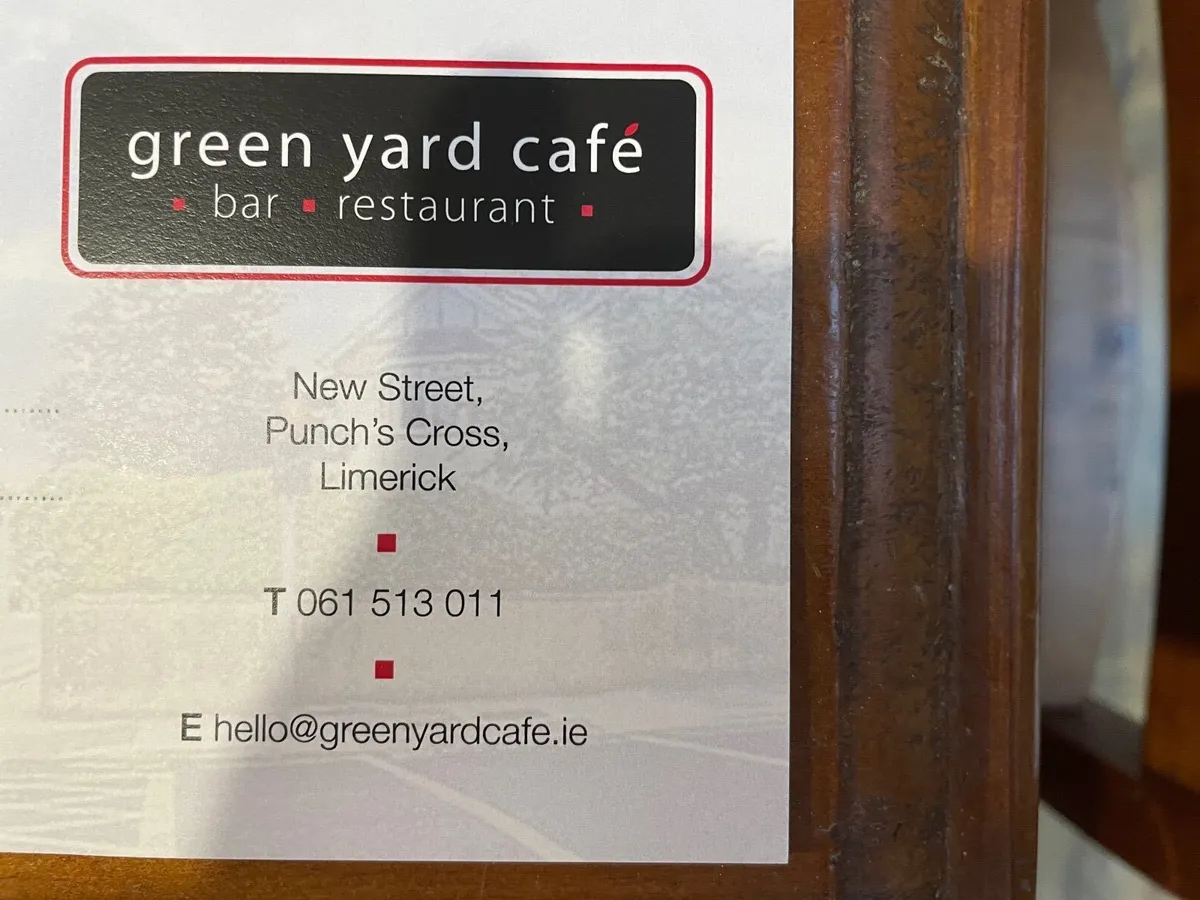 green yard café
bar ▪ restaurant
New Street,
Punch's Cross,
Limerick
T 061 513 011
E hello@greenyardcafe.ie